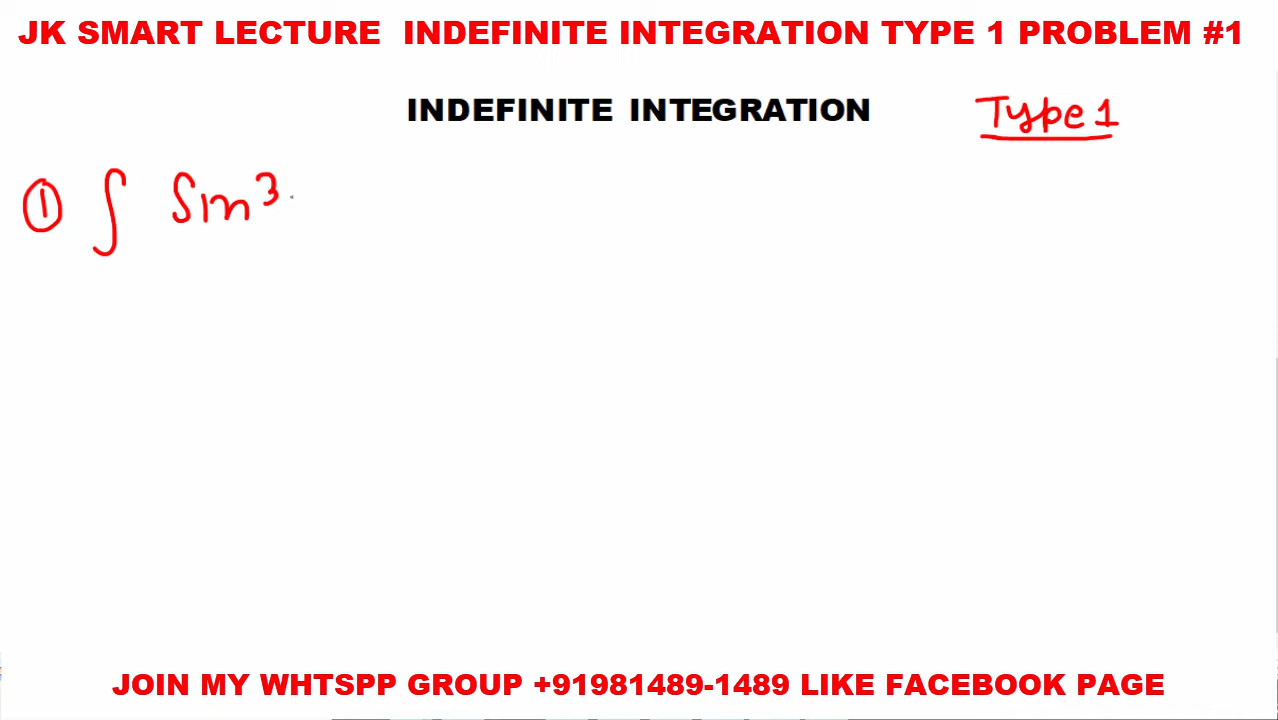 JK SMART LECTURE INDEFINITE INTEGRATION TYPE 1 PROBLEM #1
INDEFINITE INTEGRATION Type 1
① ∫ Sin³
JOIN MY WHTSPP GROUP +91981489-1489 LIKE FACEBOOK PAGE